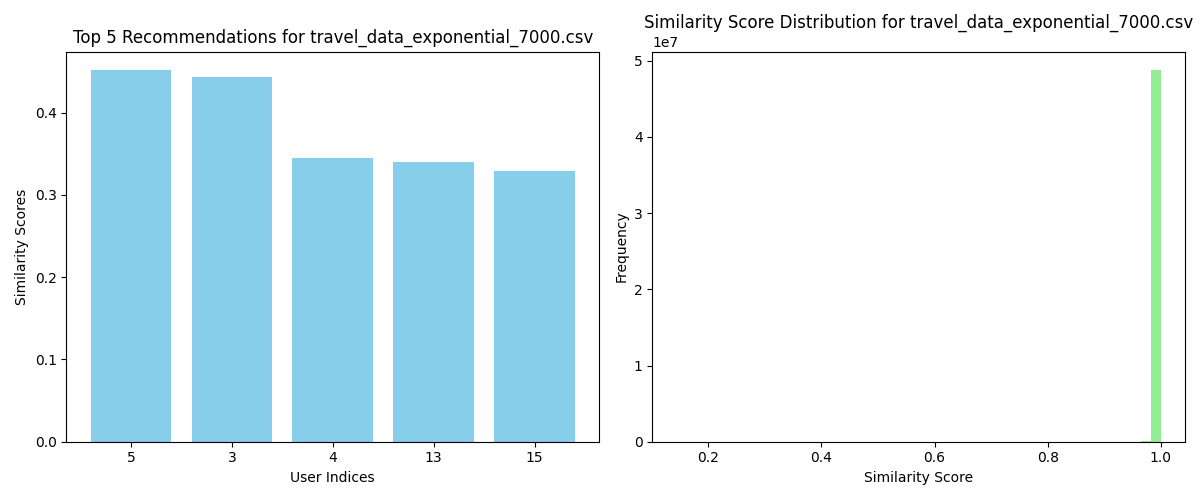 Top 5 Recommendations for travel_data_exponential_7000.csv
Similarity Scores
0.4
0.3
0.2
0.1
0.0
5 3 4 13 15
User Indices
Similarity Score Distribution for travel_data_exponential_7000.csv
1e7
Frequency
5
4
3
2
1
0
0.2 0.4 0.6 0.8 1.0
Similarity Score